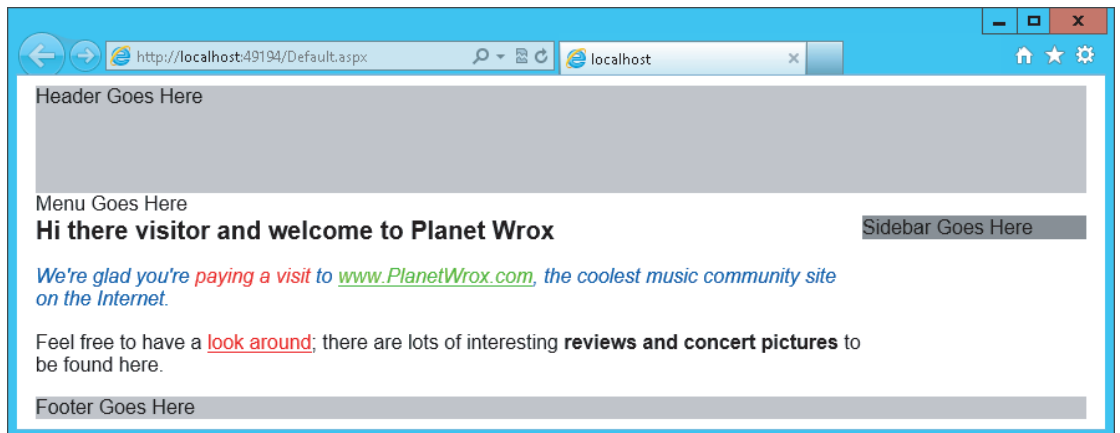 http://localhost:49194/Default.aspx
localhost
Header Goes Here
Menu Goes Here
Hi there visitor and welcome to Planet Wrox
Sidebar Goes Here
We're glad you're paying a visit to www.PlanetWrox.com, the coolest music community site
on the Internet.
Feel free to have a look around; there are lots of interesting reviews and concert pictures to
be found here.
Footer Goes Here